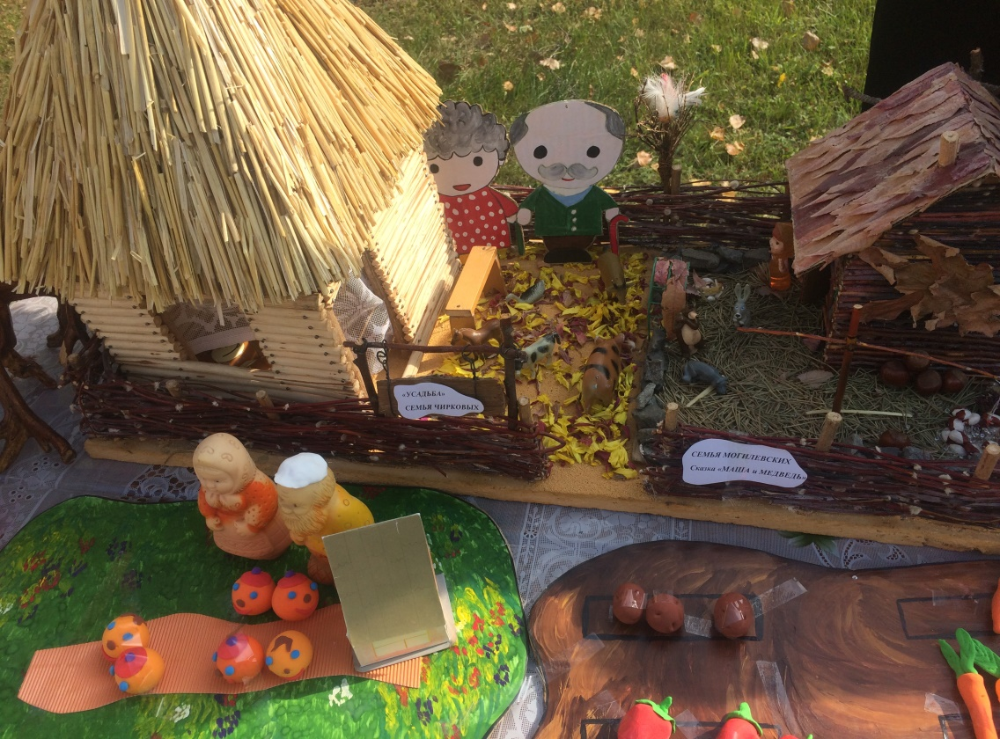 «УСАДЬБА»
СЕМЬЯ ЧИРКОВЫХ
СЕМЬЯ МОГИЛЕВСКИХ
Сказка «МАША и МЕДВЕДЬ»